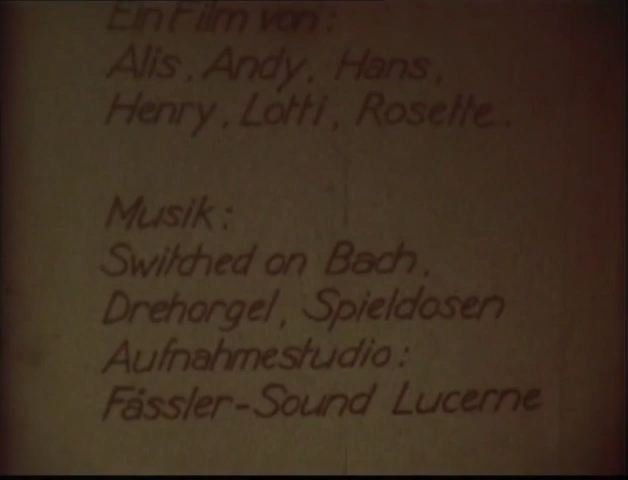 Ein Film von:
Alis, Andy, Hans,
Henry, Lotti, Rosette.
Musik:
Switched on Bach,
Drehorgel, Spieldosen
Aufnahmestudio:
Fässler-Sound Lucerne